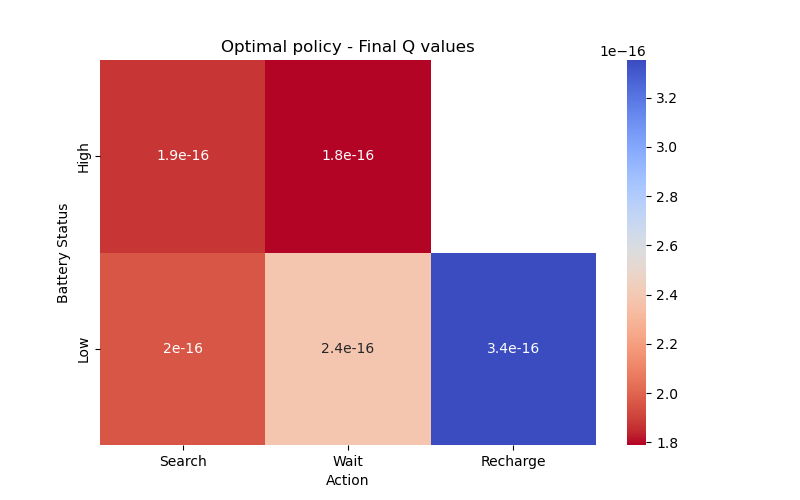 Optimal policy - Final Q values
1e−16
High
1.9e-16
1.8e-16
Low
2e-16
2.4e-16
3.4e-16
Battery Status
Search
Wait
Recharge
Action
3.2
3.0
2.8
2.6
2.4
2.2
2.0
1.8